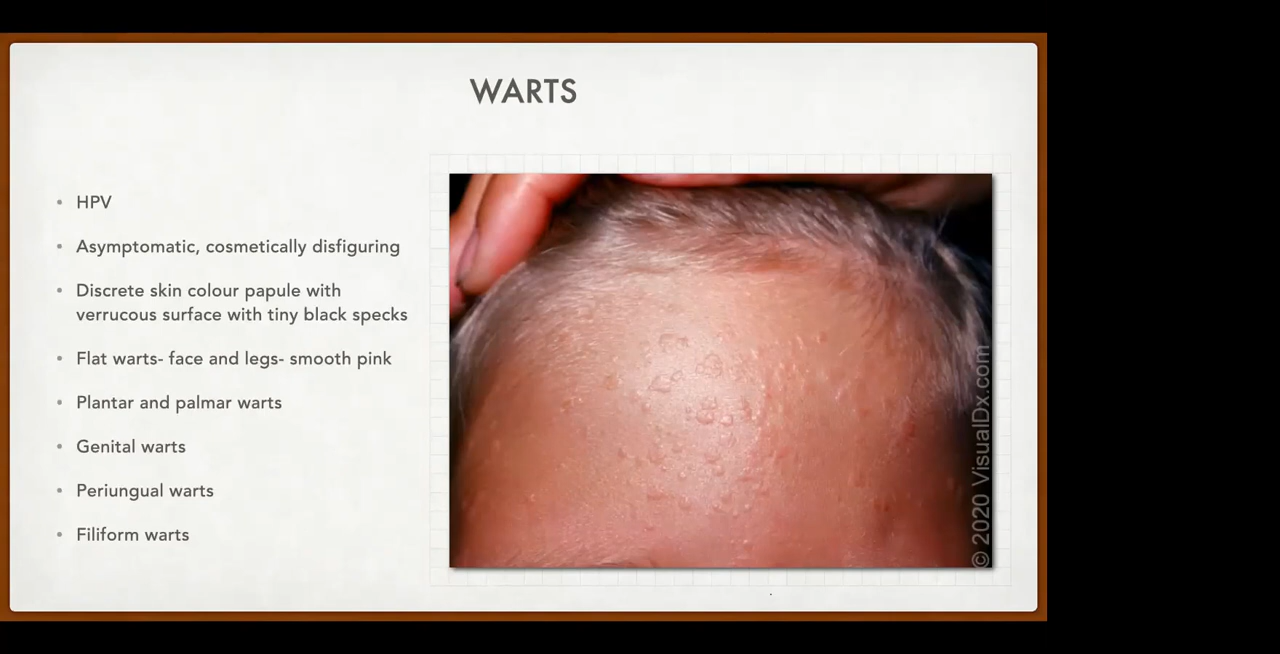 WARTS
• HPV
• Asymptomatic, cosmetically disfiguring
• Discrete skin colour papule with
verrucous surface with tiny black specks
• Flat warts- face and legs- smooth pink
• Plantar and palmar warts
• Genital warts
• Periungual warts
• Filiform warts
© 2020 VisualDx.com